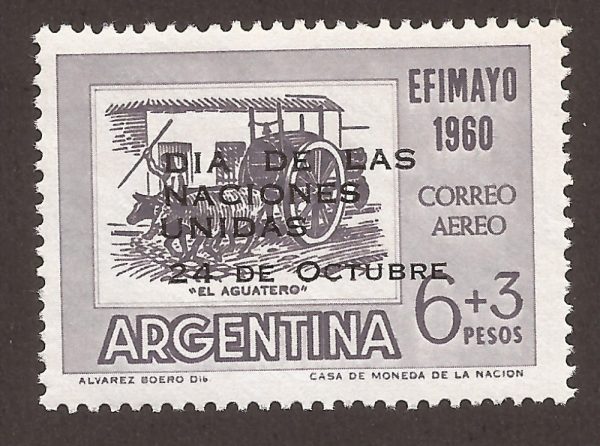 EFIMAYO
1960
DIA DE LAS
NACIONES
UNIDAS
24 DE OCTUBRE
CORREO
AEREO
"EL AGUATERO"
6+3
PESOS
ARGENTINA
ALVAREZ BOERO DIB.
CASA DE MONEDA DE LA NACION